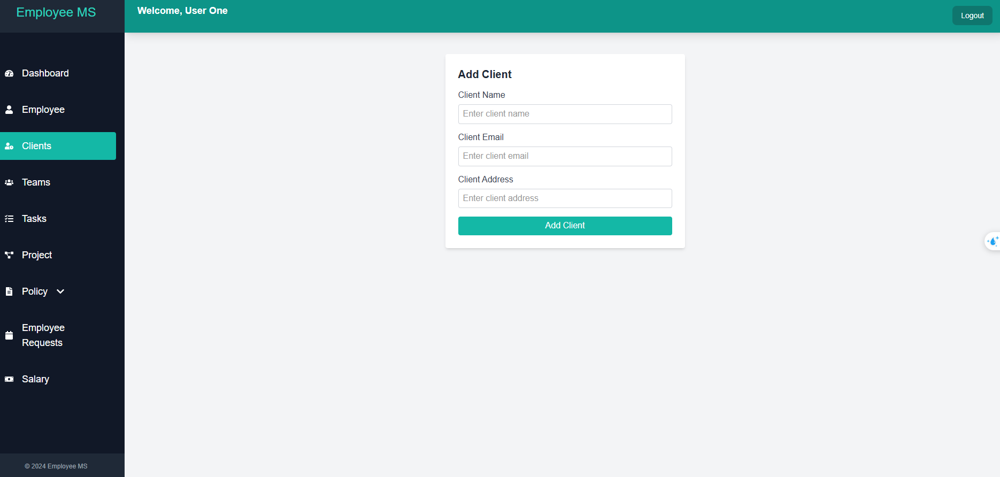 Employee MS
Welcome, User One
Logout
Dashboard
Employee
Clients
Teams
Tasks
Project
Policy
Employee
Requests
Salary
© 2024 Employee MS
Add Client
Client Name
Enter client name
Client Email
Enter client email
Client Address
Enter client address
Add Client